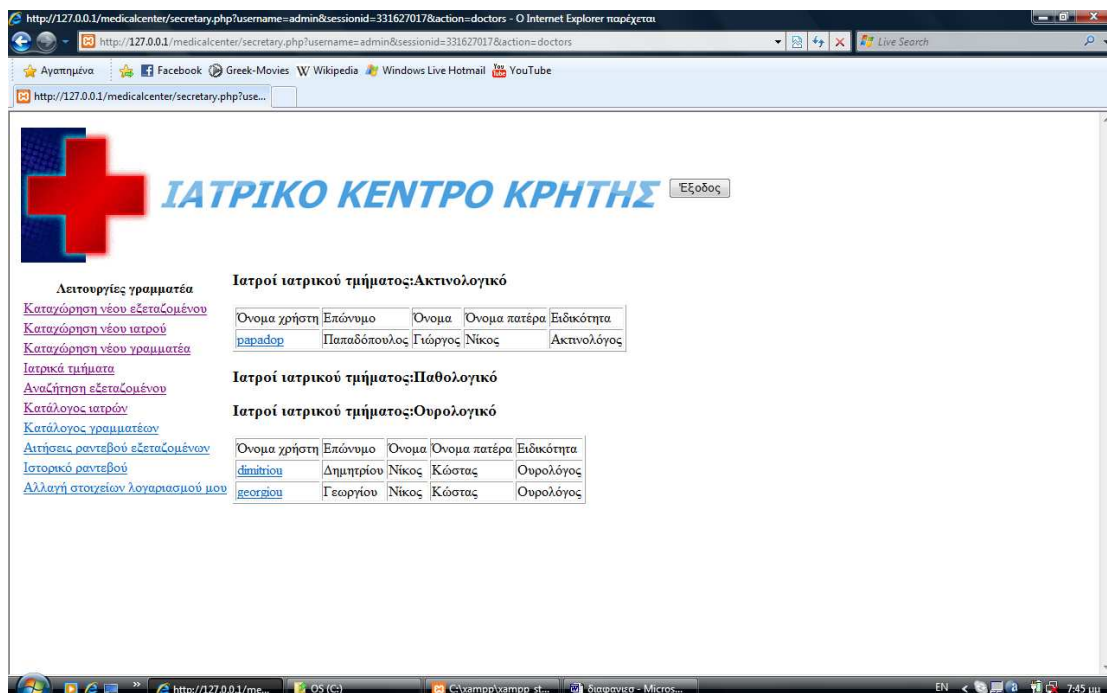 http://127.0.0.1/medicalcenter/secretary.php?username=admin&sessionid=331627017&action=doctors - Ο Internet Explorer παρέχεται
http://127.0.0.1/medicalcenter/secretary.php?username=admin&sessionid=331627017&action=doctors
Live Search
Αγαπημένα Facebook Greek-Movies W Wikipedia Windows Live Hotmail YouTube
http://127.0.0.1/medicalcenter/secretary.php?use...
ΙΑΤΡΙΚΟ ΚΕΝΤΡΟ ΚΡΗΤΗΣ Έξοδος
Λειτουργίες γραμματέα
Καταχώρηση νέου εξεταζομένου
Καταχώρηση νέου ιατρού
Καταχώρηση νέου γραμματέα
Ιατρικά τμήματα
Αναζήτηση εξεταζομένου
Κατάλογος ιατρών
Κατάλογος γραμματέων
Αιτήσεις ραντεβού εξεταζομένων
Ιστορικό ραντεβού
Αλλαγή στοιχείων λογαριασμού μου
Ιατροί ιατρικού τμήματος:Ακτινολογικό
Όνομα χρήστη Επώνυμο Όνομα Όνομα πατέρα Ειδικότητα
papadop Παπαδόπουλος Γιώργος Νίκος Ακτινολόγος
Ιατροί ιατρικού τμήματος:Παθολογικό
Ιατροί ιατρικού τμήματος:Ουρολογικό
Όνομα χρήστη Επώνυμο Όνομα Όνομα πατέρα Ειδικότητα
dimitriou Δημητρίου Νίκος Κώστας Ουρολόγος
georgiou Γεωργίου Νίκος Κώστας Ουρολόγος
http://127.0.0.1/me... OS (C:) C:\xampp\xampp_st... διαφανιεσ - Micros... EN 7:45 μμ